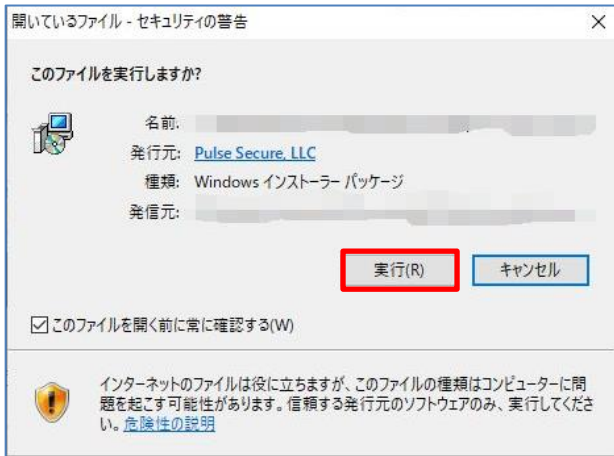 開いているファイル - セキュリティの警告
このファイルを実行しますか?
名前:
発行元: Pulse Secure, LLC
種類: Windows インストーラー パッケージ
発信元:
実行(R)
キャンセル
このファイルを開く前に常に確認する(W)
インターネットのファイルは役に立ちますが、このファイルの種類はコンピューターに問
題を起こす可能性があります。信頼する発行元のソフトウェアのみ、実行してくださ
い。危険性の説明